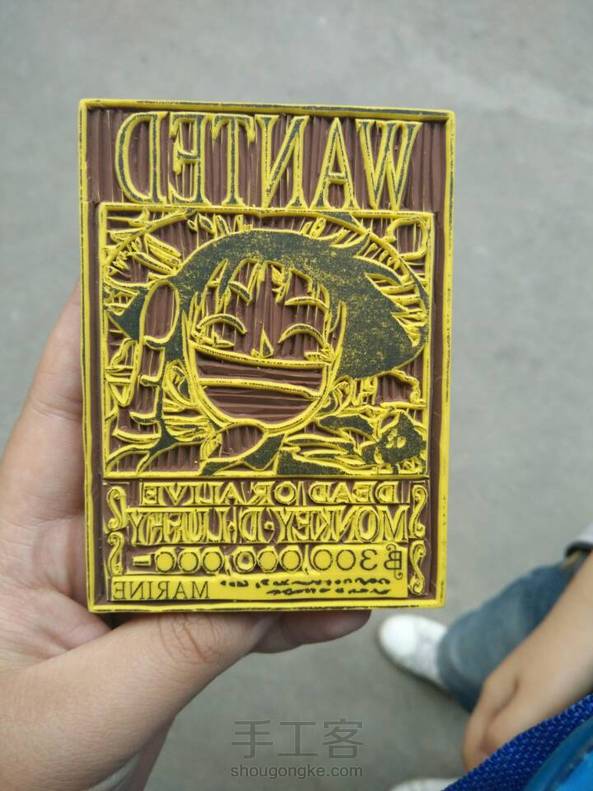 WANTED
DEAD OR ALIVE
MONKEY·D·LUFFY
฿300,000,000-
MARINE
手工客
shougongke.com